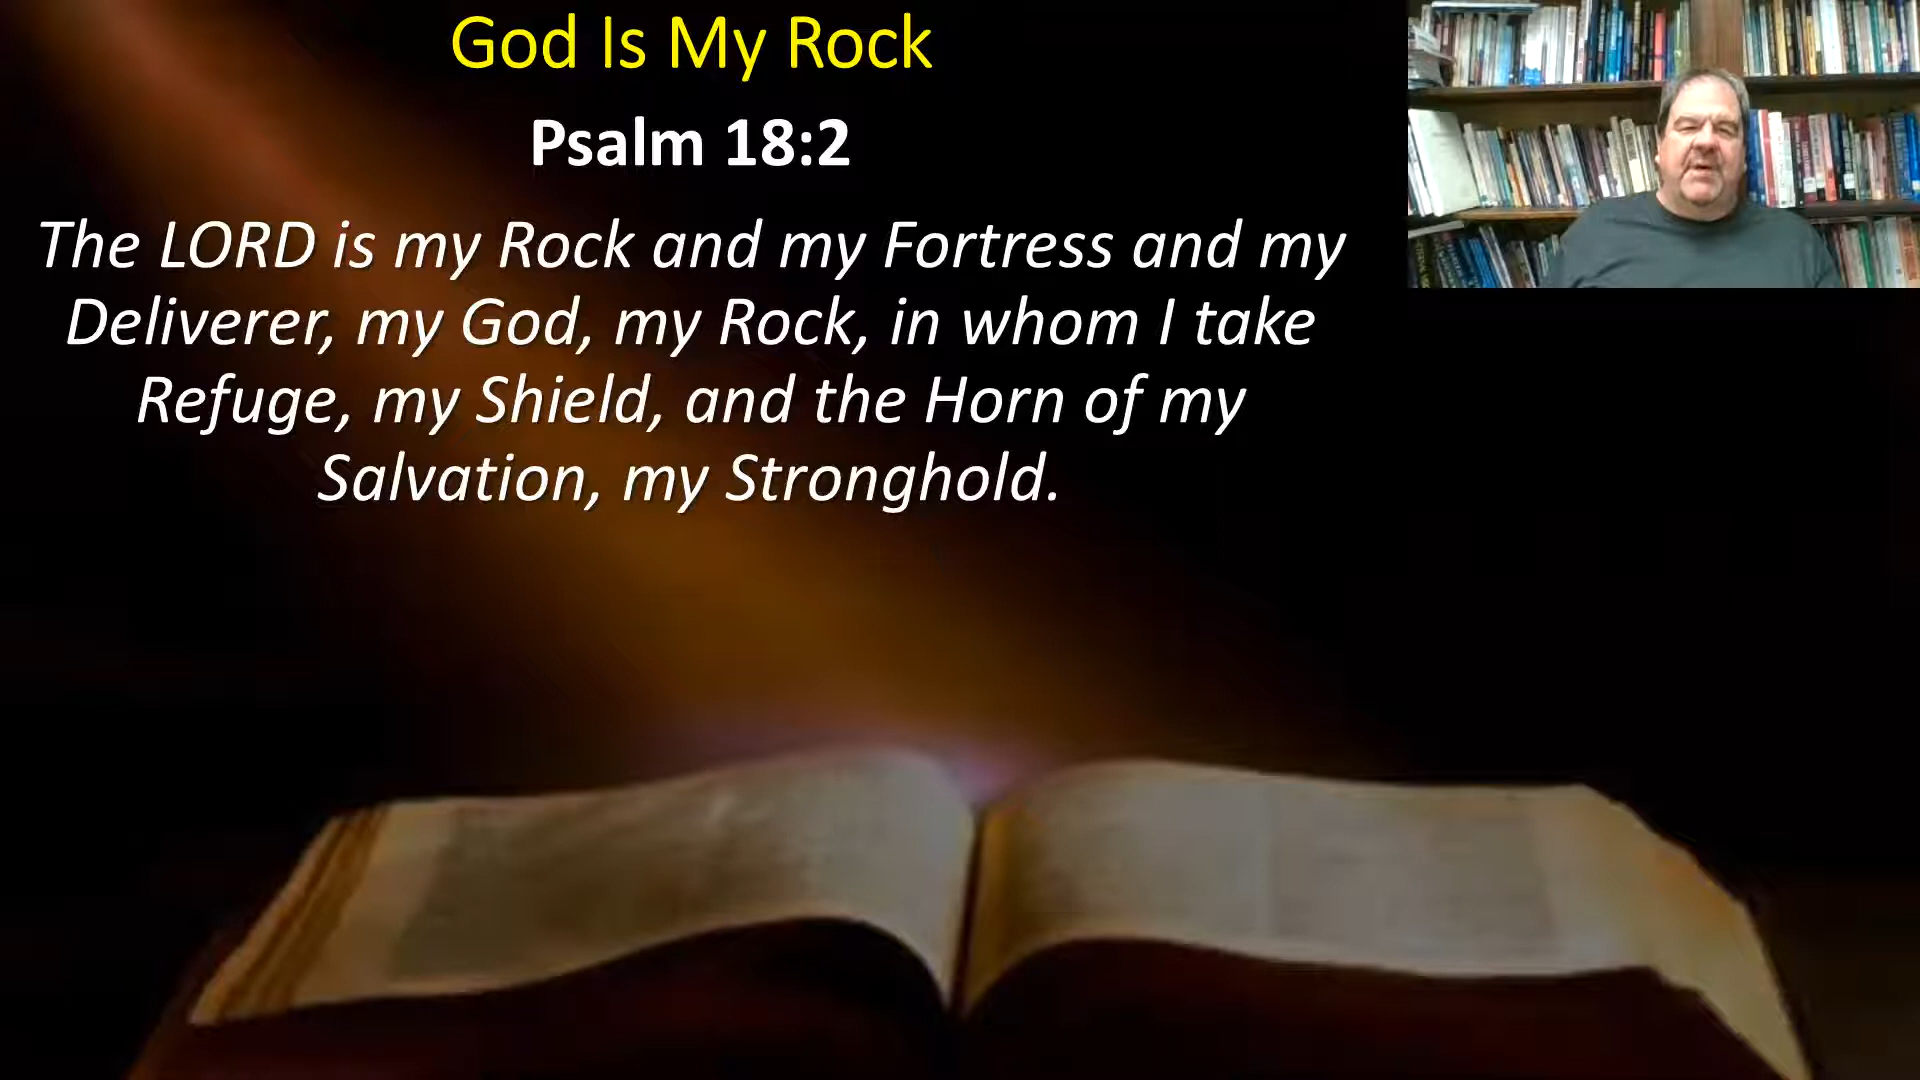 God Is My Rock
Psalm 18:2
The LORD is my Rock and my Fortress and my
Deliverer, my God, my Rock, in whom I take
Refuge, my Shield, and the Horn of my
Salvation, my Stronghold.